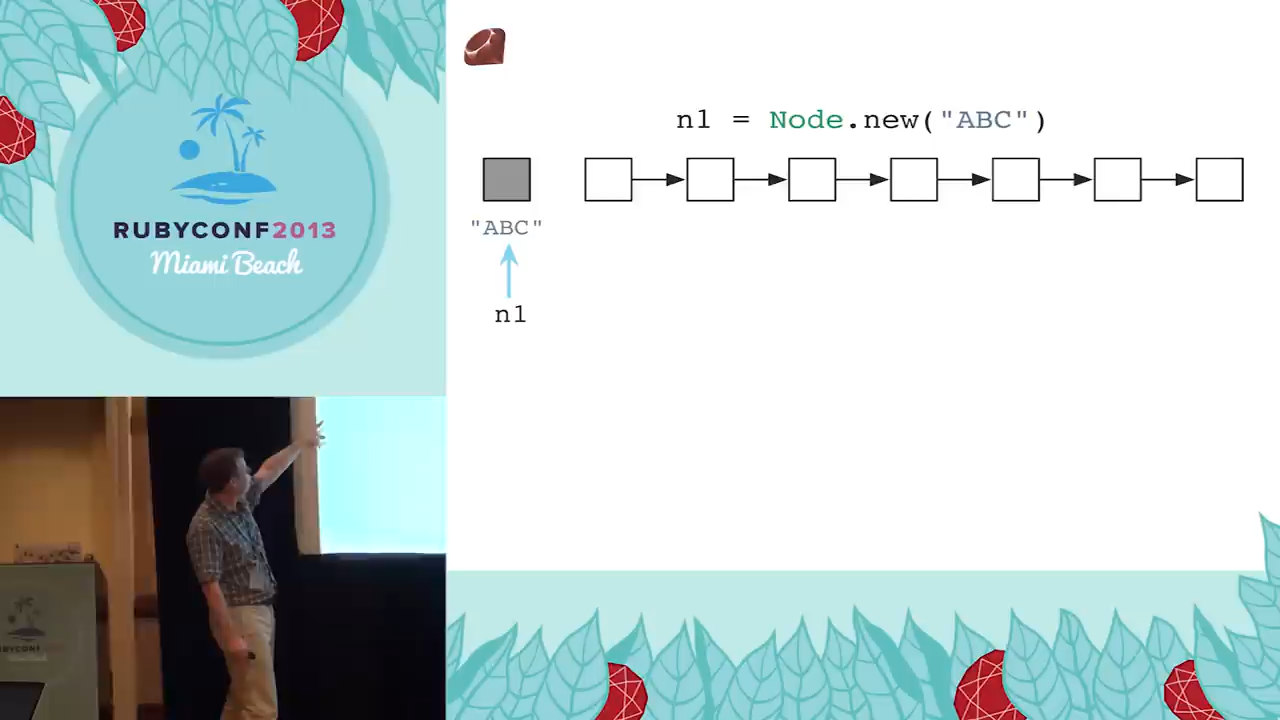 RUBYCONF2013
Miami Beach
n1 = Node.new("ABC")
"ABC"
n1